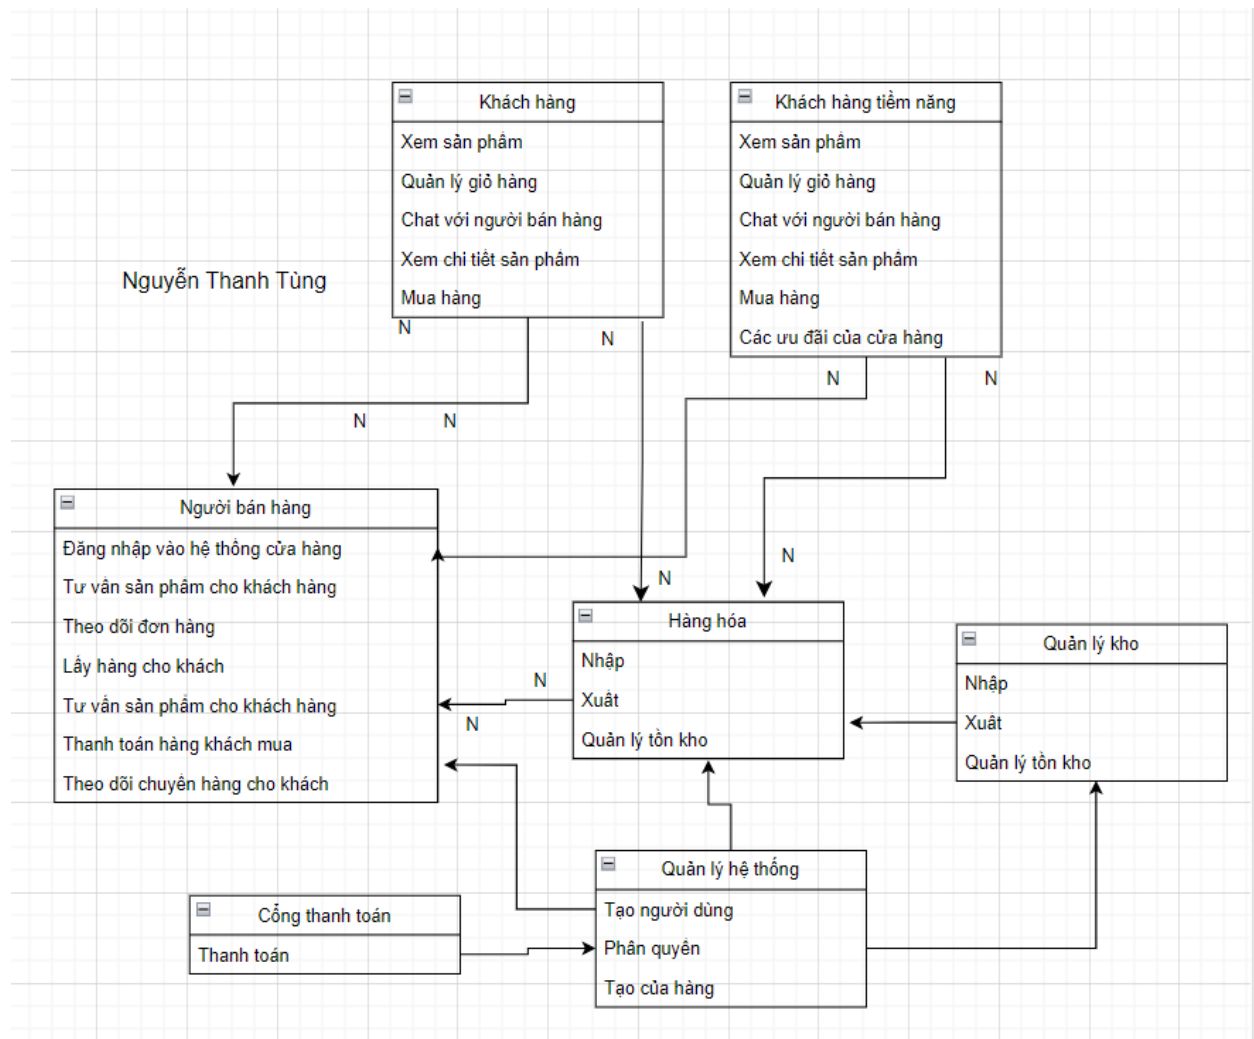 Khách hàng
Xem sản phẩm
Quản lý giỏ hàng
Chat với người bán hàng
Xem chi tiết sản phẩm
Mua hàng
Khách hàng tiềm năng
Xem sản phẩm
Quản lý giỏ hàng
Chat với người bán hàng
Xem chi tiết sản phẩm
Mua hàng
Các ưu đãi của cửa hàng
Nguyễn Thanh Tùng
N
N
N
N
N
N
Người bán hàng
Đăng nhập vào hệ thống cửa hàng
Tư vấn sản phẩm cho khách hàng
Theo dõi đơn hàng
Lấy hàng cho khách
Tư vấn sản phẩm cho khách hàng
Thanh toán hàng khách mua
Theo dõi chuyên hàng cho khách
N
N
Hàng hóa
Nhập
Xuất
Quản lý tồn kho
N
N
Quản lý kho
Nhập
Xuất
Quản lý tồn kho
Quản lý hệ thống
Tạo người dùng
Phân quyền
Tạo của hàng
Cổng thanh toán
Thanh toán